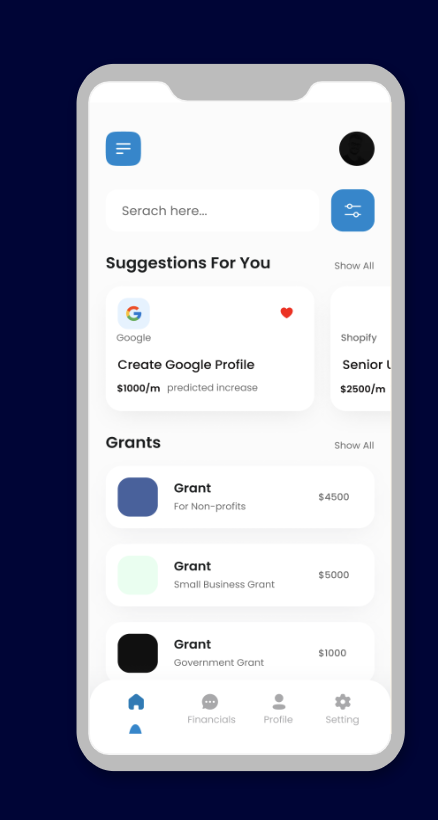 Serach here...
Suggestions For You
Show All
Google
Create Google Profile
$1000/m predicted increase
Shopify
Senior U
$2500/m
Grants
Show All
Grant
For Non-profits
$4500
Grant
Small Business Grant
$5000
Grant
Government Grant
$1000
Financials
Profile
Setting